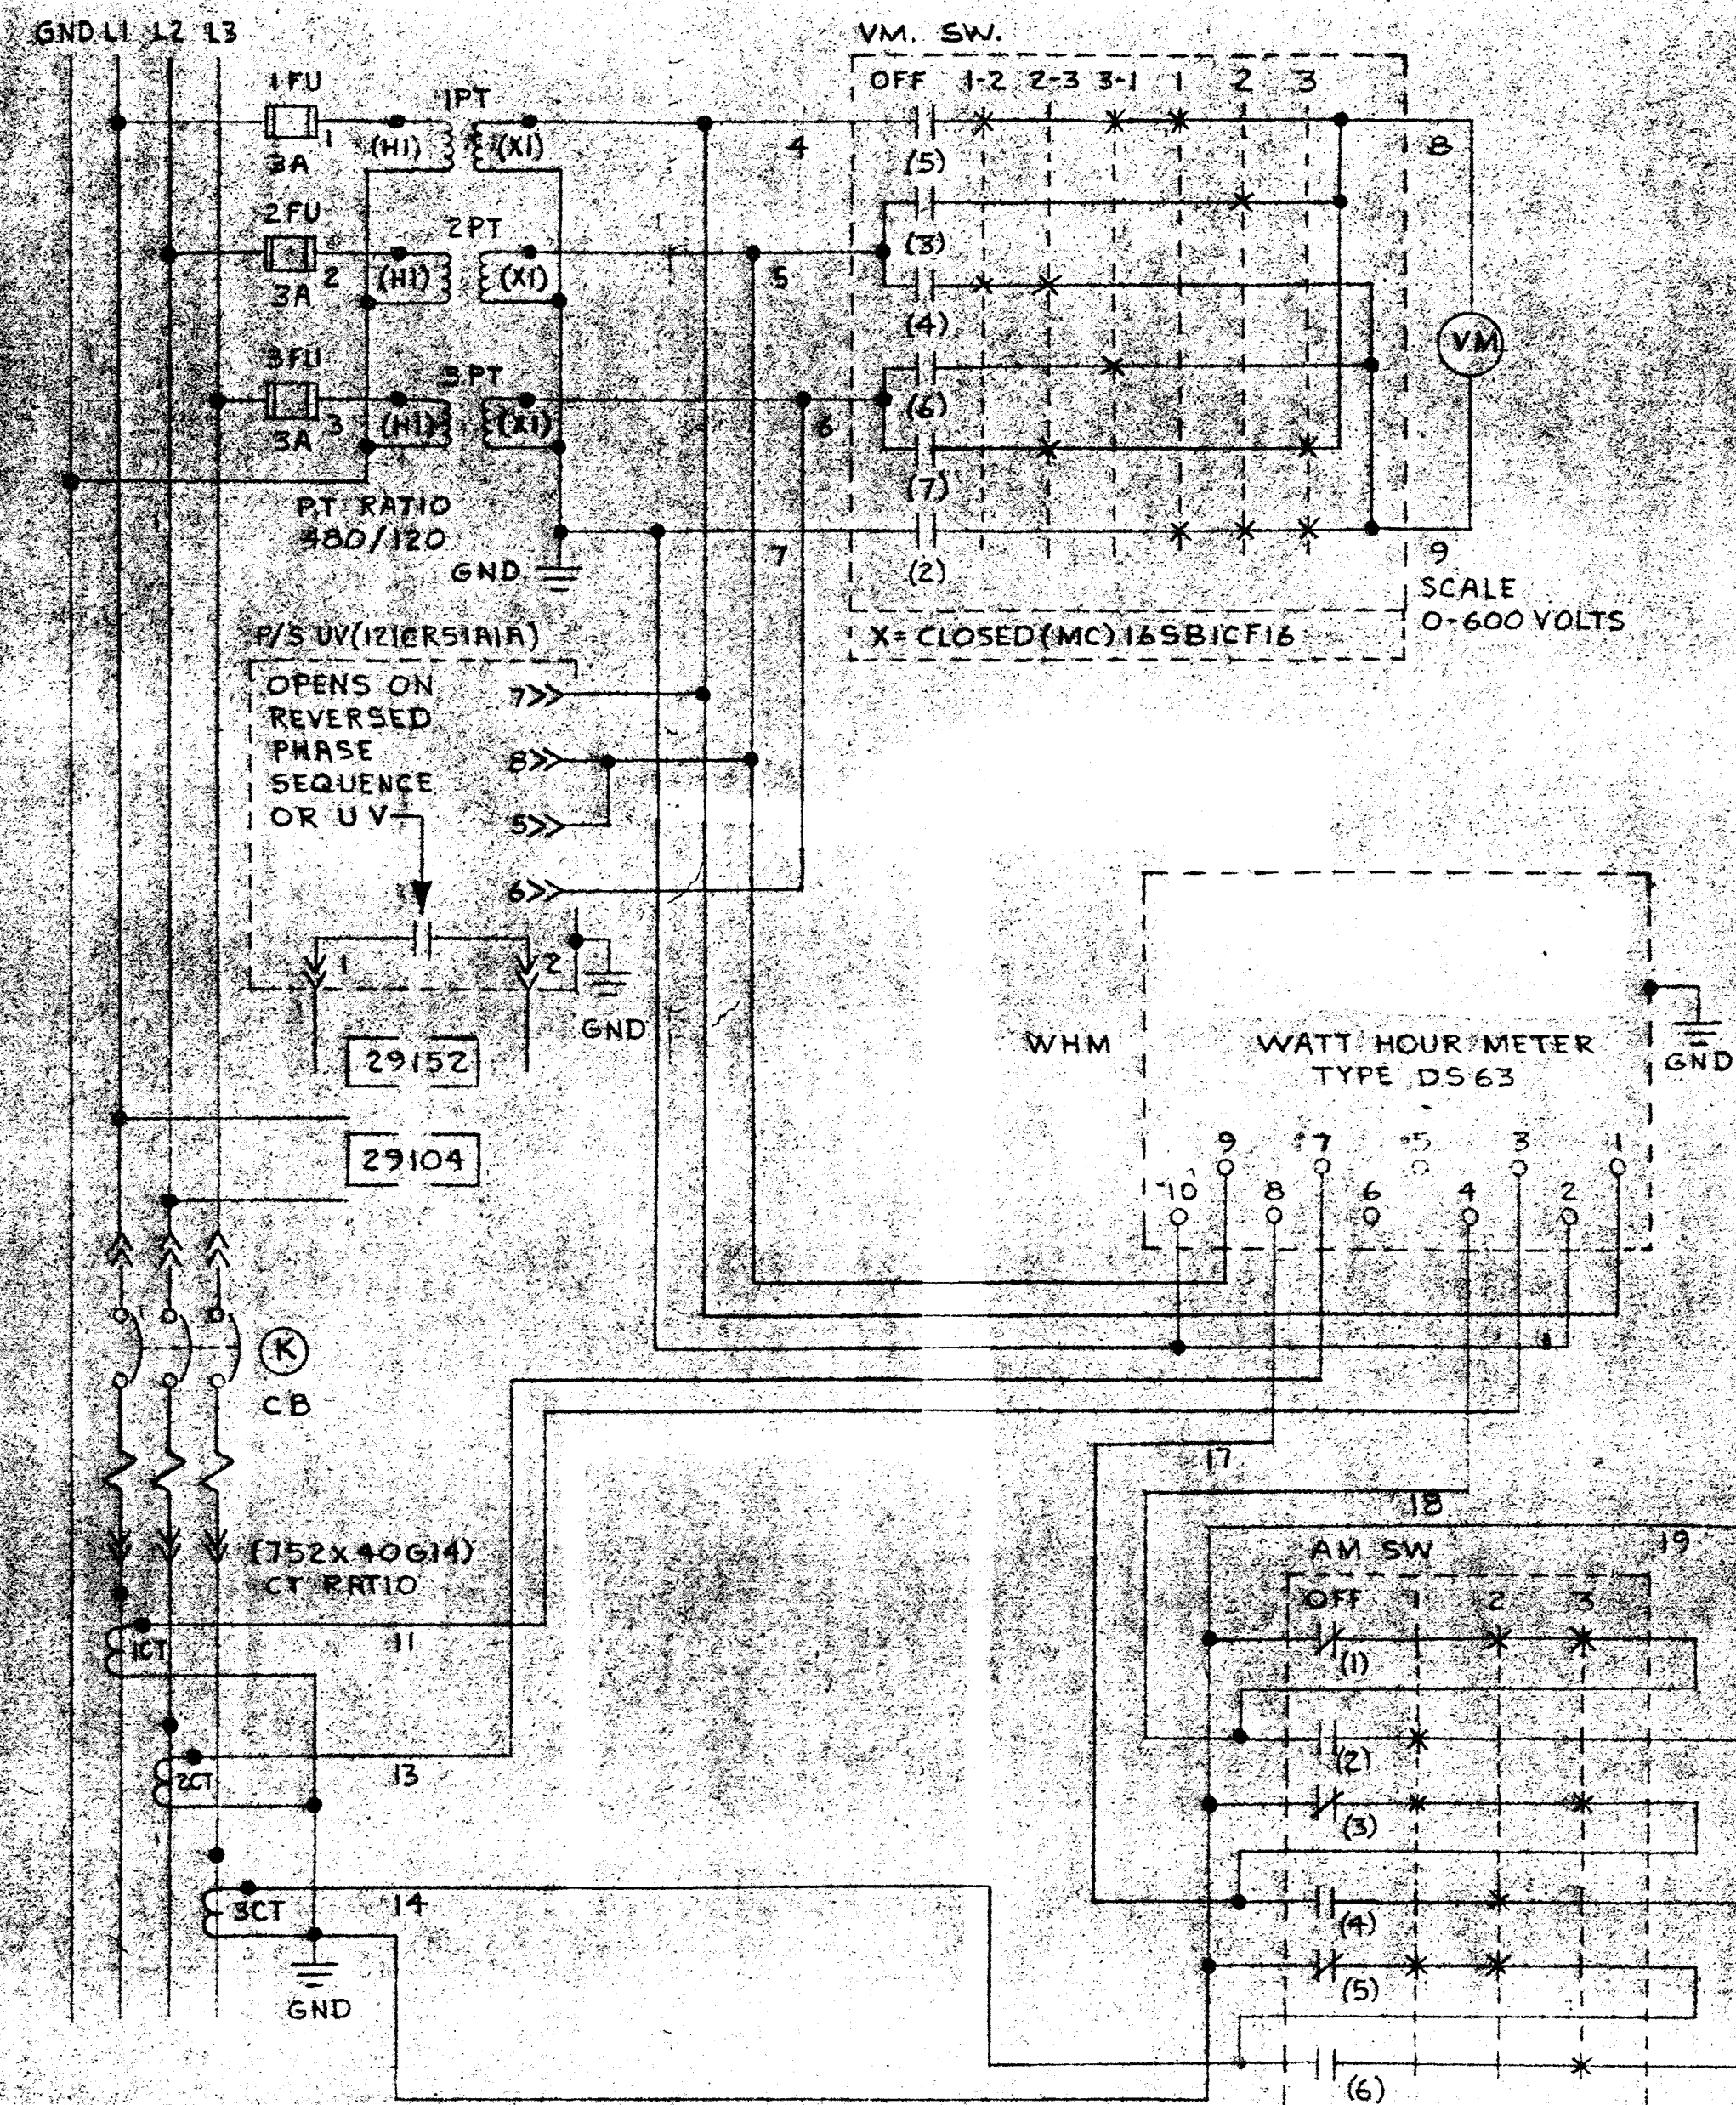 GND L1 L2 L3
1FU
1
3A
1PT
(H1) (X1)
2FU
2
3A
2PT
(H1) (X1)
3FU
3
3A
3PT
(H1) (X1)
P.T. RATIO
480/120
GND
4
5
6
7
VM. SW.
OFF 1-2 2-3 3-1 1 2 3
(5)
(3)
(4)
(6)
(7)
(2)
X=CLOSED(MC)16SB1CF16
8
VM
9
SCALE
0-600 VOLTS
P/S UV(121CR51A1A)
OPENS ON
REVERSED
PHASE
SEQUENCE
OR UV
7
8
5
6
1 2
GND
29152
29104
WHM
WATT HOUR METER
TYPE DS63
GND
9 7 5 3 1
10 8 6 4 2
K
CB
17
18
19
(752X40G14)
CT RATIO
1CT
11
2CT
13
3CT
14
GND
AM SW
OFF 1 2 3
(1)
(2)
(3)
(4)
(5)
(6)